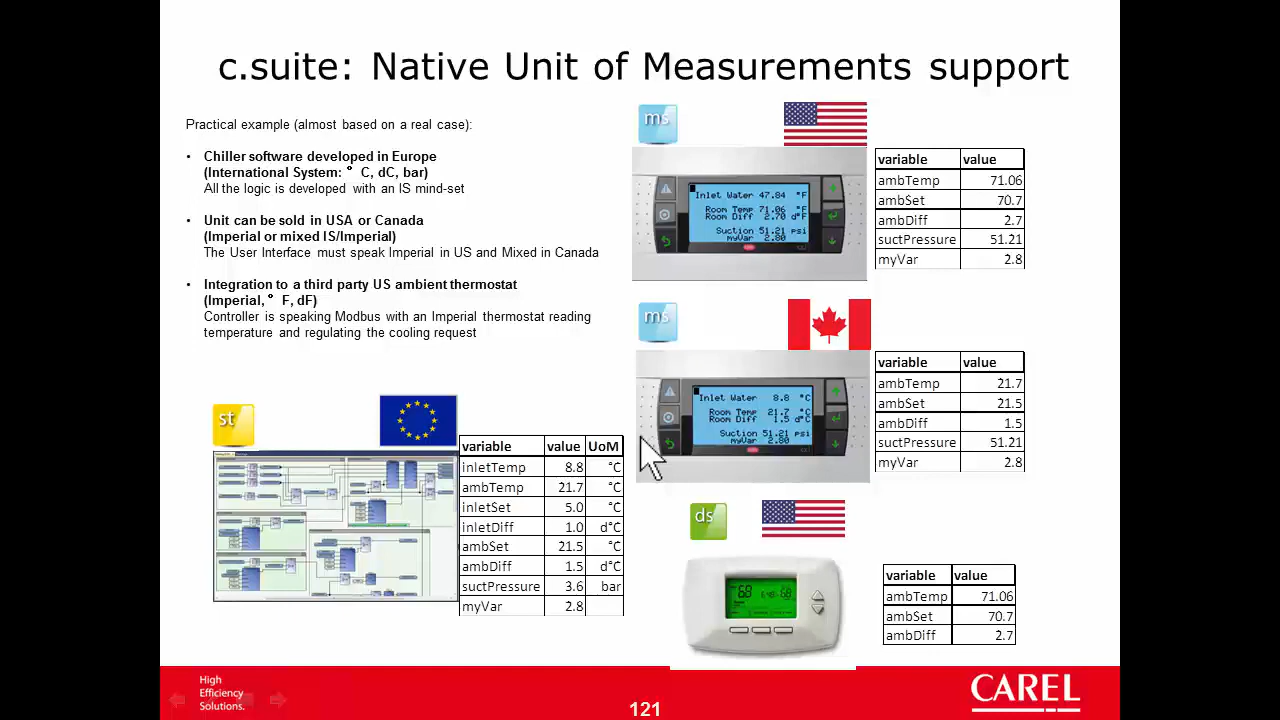 c.suite: Native Unit of Measurements support
Practical example (almost based on a real case):
• Chiller software developed in Europe
(International System: ° C, dC, bar)
All the logic is developed with an IS mind-set
• Unit can be sold in USA or Canada
(Imperial or mixed IS/Imperial)
The User Interface must speak Imperial in US and Mixed in Canada
• Integration to a third party US ambient thermostat
(Imperial, ° F, dF)
Controller is speaking Modbus with an Imperial thermostat reading
temperature and regulating the cooling request
ms
Inlet Water 47.84 °F
Room Temp 71.06 °F
Room Diff 2.70 d°F
Suction 51.21 psi
myVar 2.80
variable value
ambTemp 71.06
ambSet 70.7
ambDiff 2.7
suctPressure 51.21
myVar 2.8
ms
Inlet Water 8.8 °C
Room Temp 21.7 °C
Room Diff 1.5 d°C
Suction 51.21 psi
myVar 2.80
variable value
ambTemp 21.7
ambSet 21.5
ambDiff 1.5
suctPressure 51.21
myVar 2.8
st
variable value UoM
inletTemp 8.8 °C
ambTemp 21.7 °C
inletSet 5.0 °C
inletDiff 1.0 d°C
ambSet 21.5 °C
ambDiff 1.5 d°C
suctPressure 3.6 bar
myVar 2.8
ds
68
variable value
ambTemp 71.06
ambSet 70.7
ambDiff 2.7
High
Efficiency
Solutions.
121
CAREL